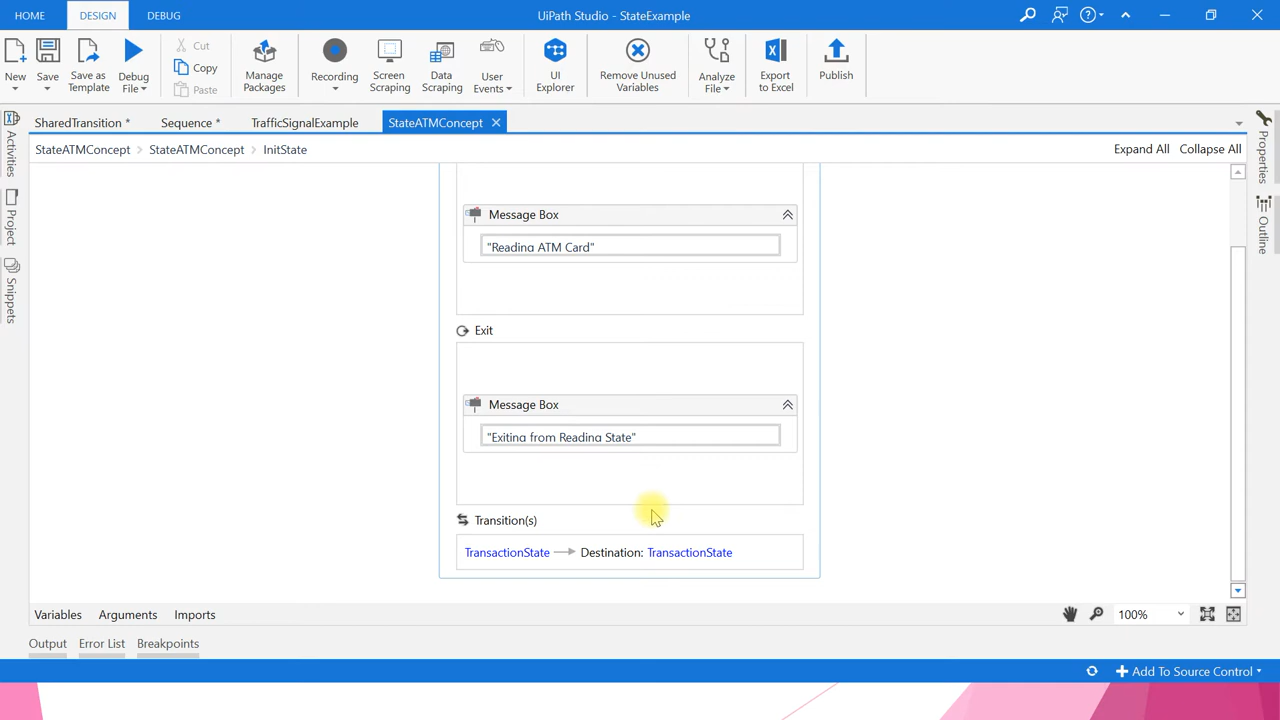 HOME DESIGN DEBUG UiPath Studio - StateExample
New Save Save as Template Debug File Cut Copy Paste Manage Packages Recording Screen Scraping Data Scraping User Events UI Explorer Remove Unused Variables Analyze File Export to Excel Publish
SharedTransition * Sequence * TrafficSignalExample StateATMConcept
StateATMConcept > StateATMConcept > InitState Expand All Collapse All
Activities
Project
Snippets
Properties
Outline
Message Box
"Reading ATM Card"
Exit
Message Box
"Exiting from Reading State"
Transition(s)
TransactionState Destination: TransactionState
Variables Arguments Imports 100%
Output Error List Breakpoints
Add To Source Control